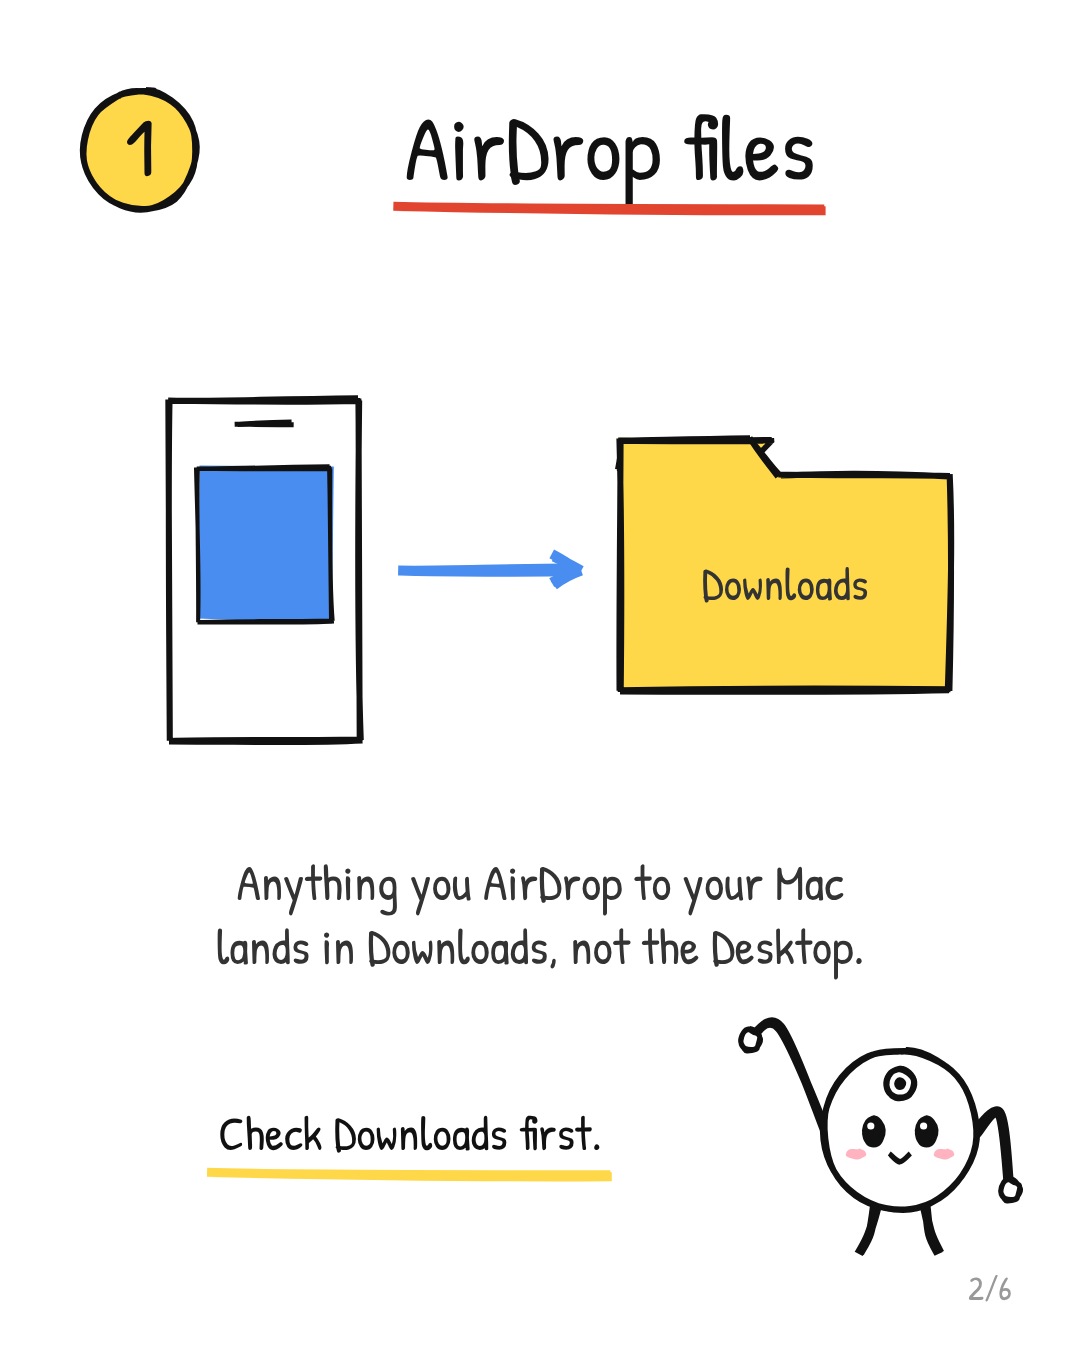 1
AirDrop files
Downloads
Anything you AirDrop to your Mac
lands in Downloads, not the Desktop.
Check Downloads first.
2/6